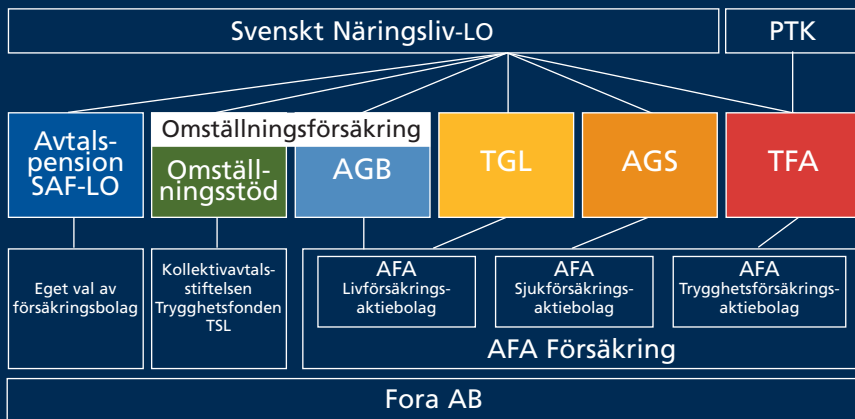 Svenskt Näringsliv-LO
PTK
Avtals-
pension
SAF-LO
Omställningsförsäkring
Omställ-
ningsstöd
AGB
TGL
AGS
TFA
Eget val av
försäkringsbolag
Kollektivavtals-
stiftelsen
Trygghetsfonden
TSL
AFA
Livförsäkrings-
aktiebolag
AFA
Sjukförsäkrings-
aktiebolag
AFA
Trygghetsförsäkrings-
aktiebolag
AFA Försäkring
Fora AB